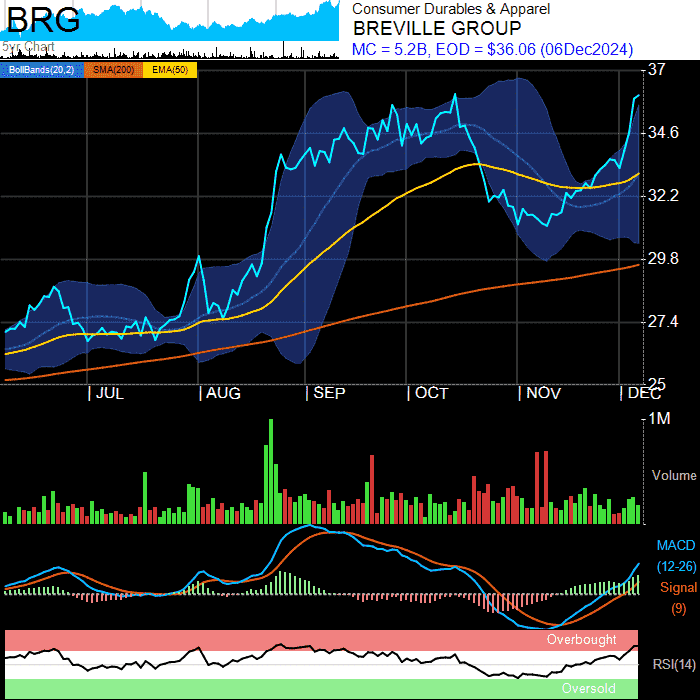 BRG
5yr Chart
Consumer Durables & Apparel
BREVILLE GROUP
MC = 5.2B, EOD = $36.06 (06Dec2024)
BollBands(20,2) SMA(200) EMA(50)
37
34.6
32.2
29.8
27.4
25
| JUL | AUG | SEP | OCT | NOV | DEC
1M
Volume
MACD
(12-26)
Signal
(9)
Overbought
RSI(14)
Oversold